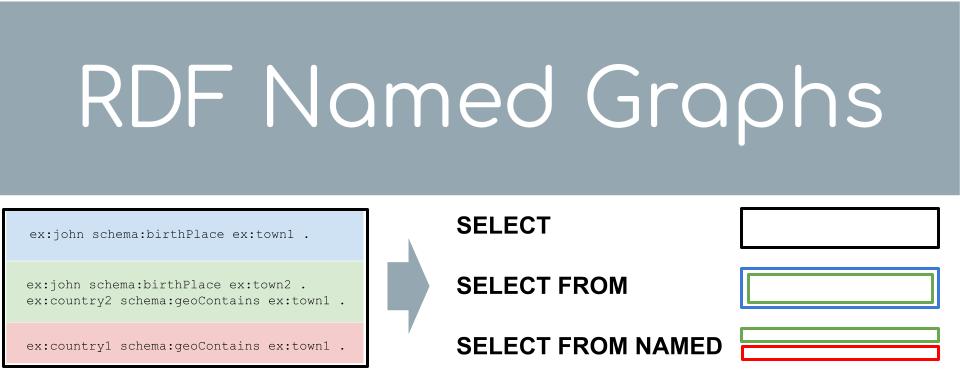 RDF Named Graphs
ex:john schema:birthPlace ex:town1 .
ex:john schema:birthPlace ex:town2 .
ex:country2 schema:geoContains ex:town1 .
ex:country1 schema:geoContains ex:town1 .
SELECT
SELECT FROM
SELECT FROM NAMED